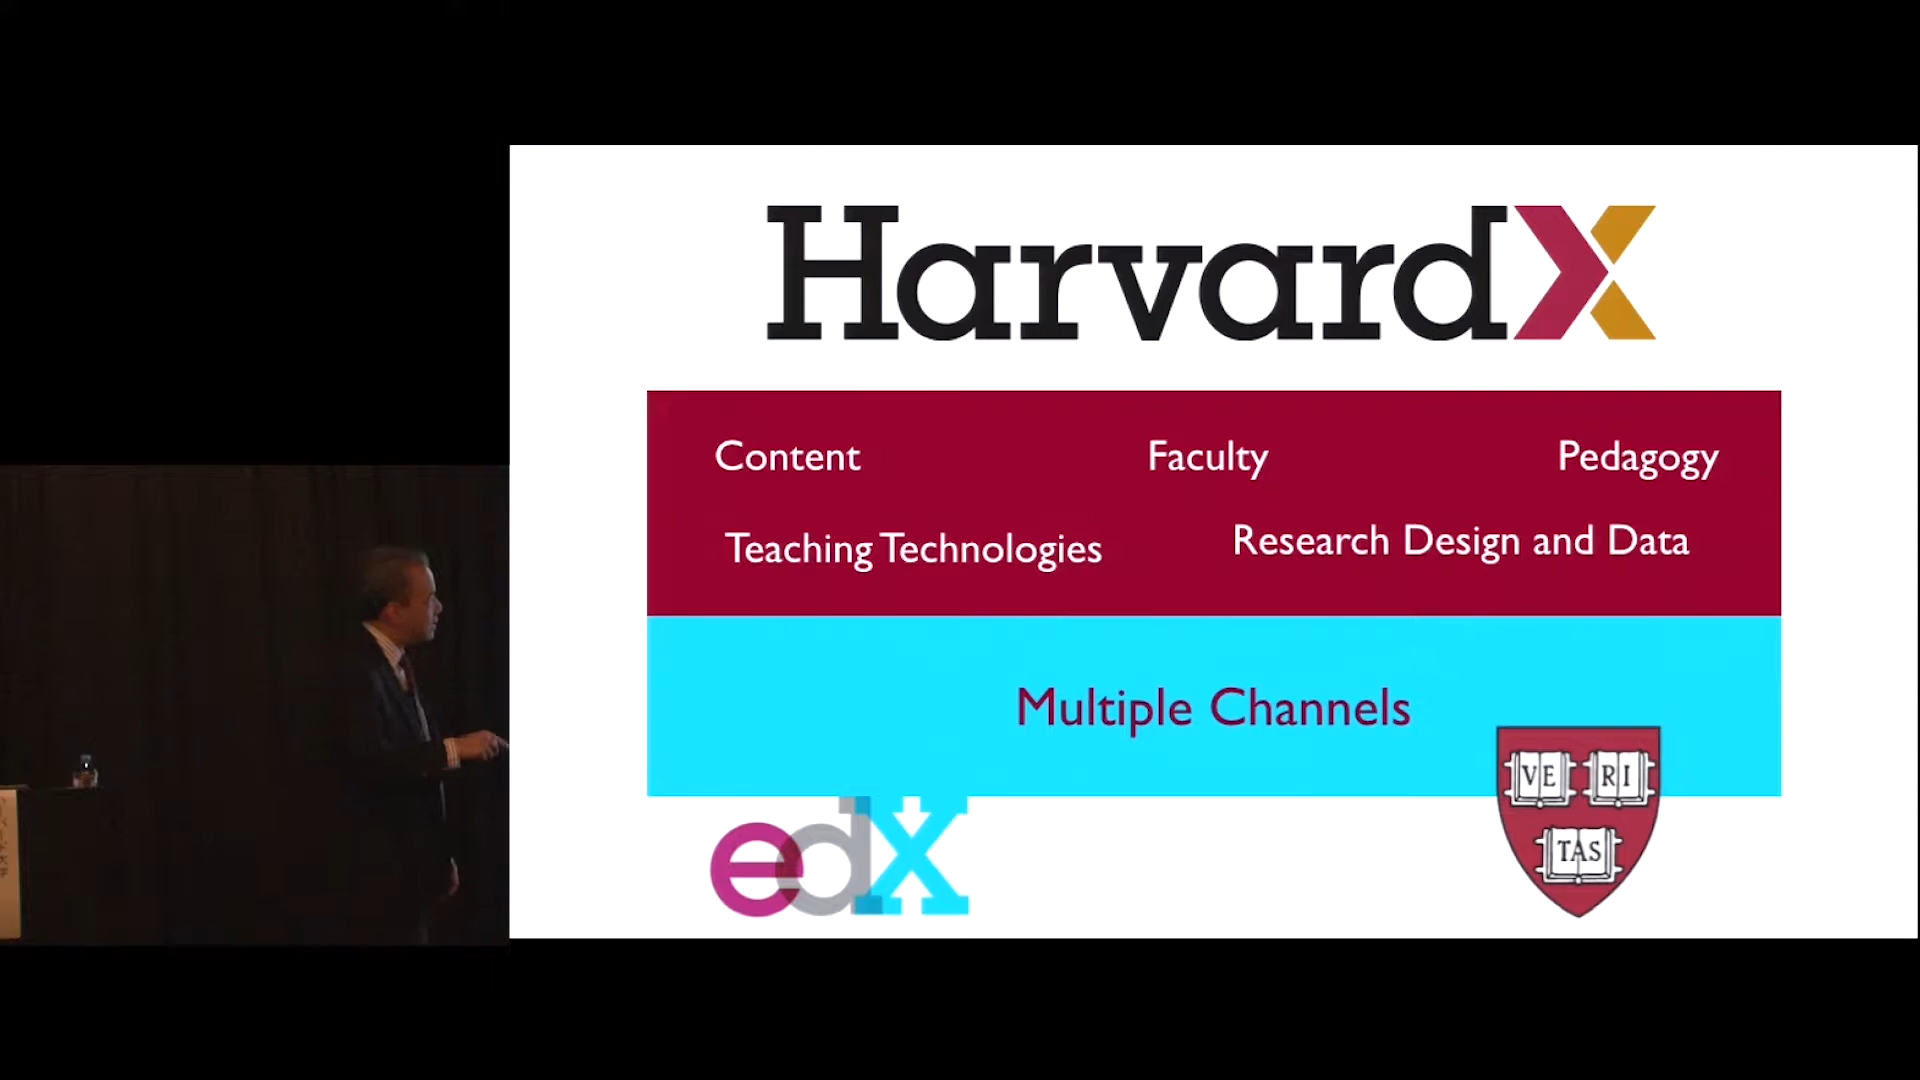 HarvardX
Content Faculty Pedagogy
Teaching Technologies Research Design and Data
Multiple Channels
edX
VE RI
TAS